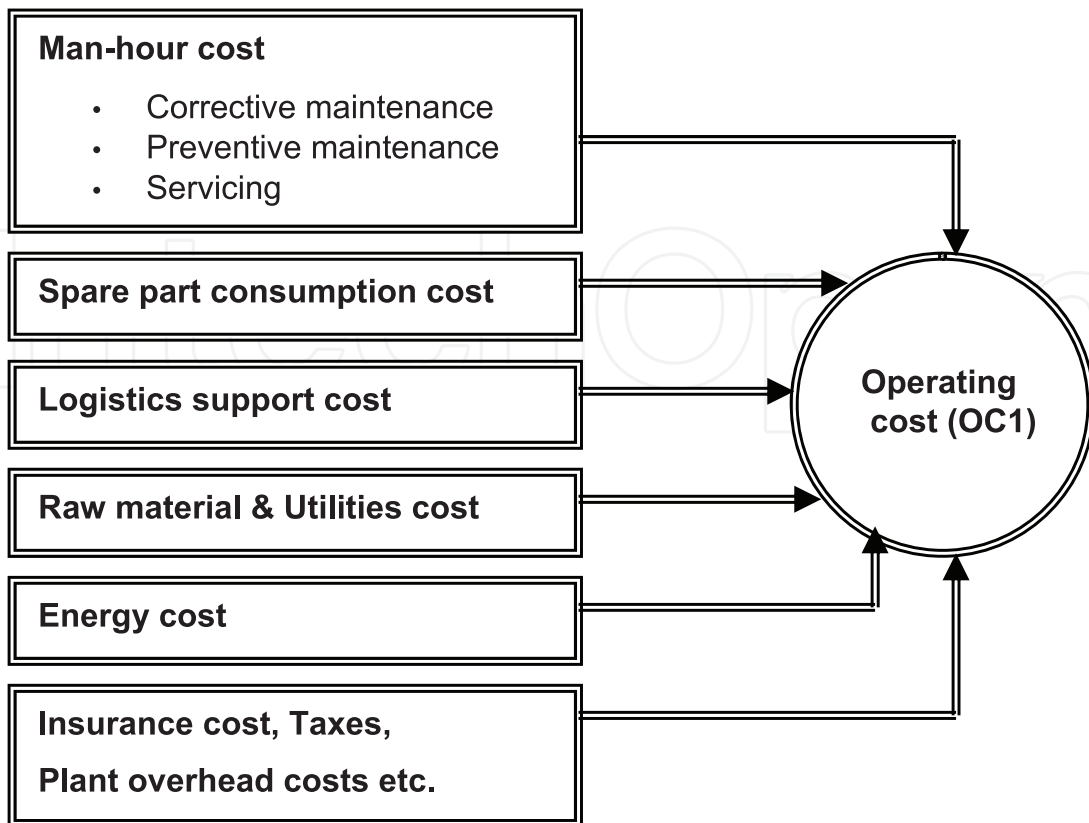 Man-hour cost
• Corrective maintenance
• Preventive maintenance
• Servicing
Spare part consumption cost
Logistics support cost
Raw material & Utilities cost
Energy cost
Insurance cost, Taxes,
Plant overhead costs etc.
Operating
cost (OC1)